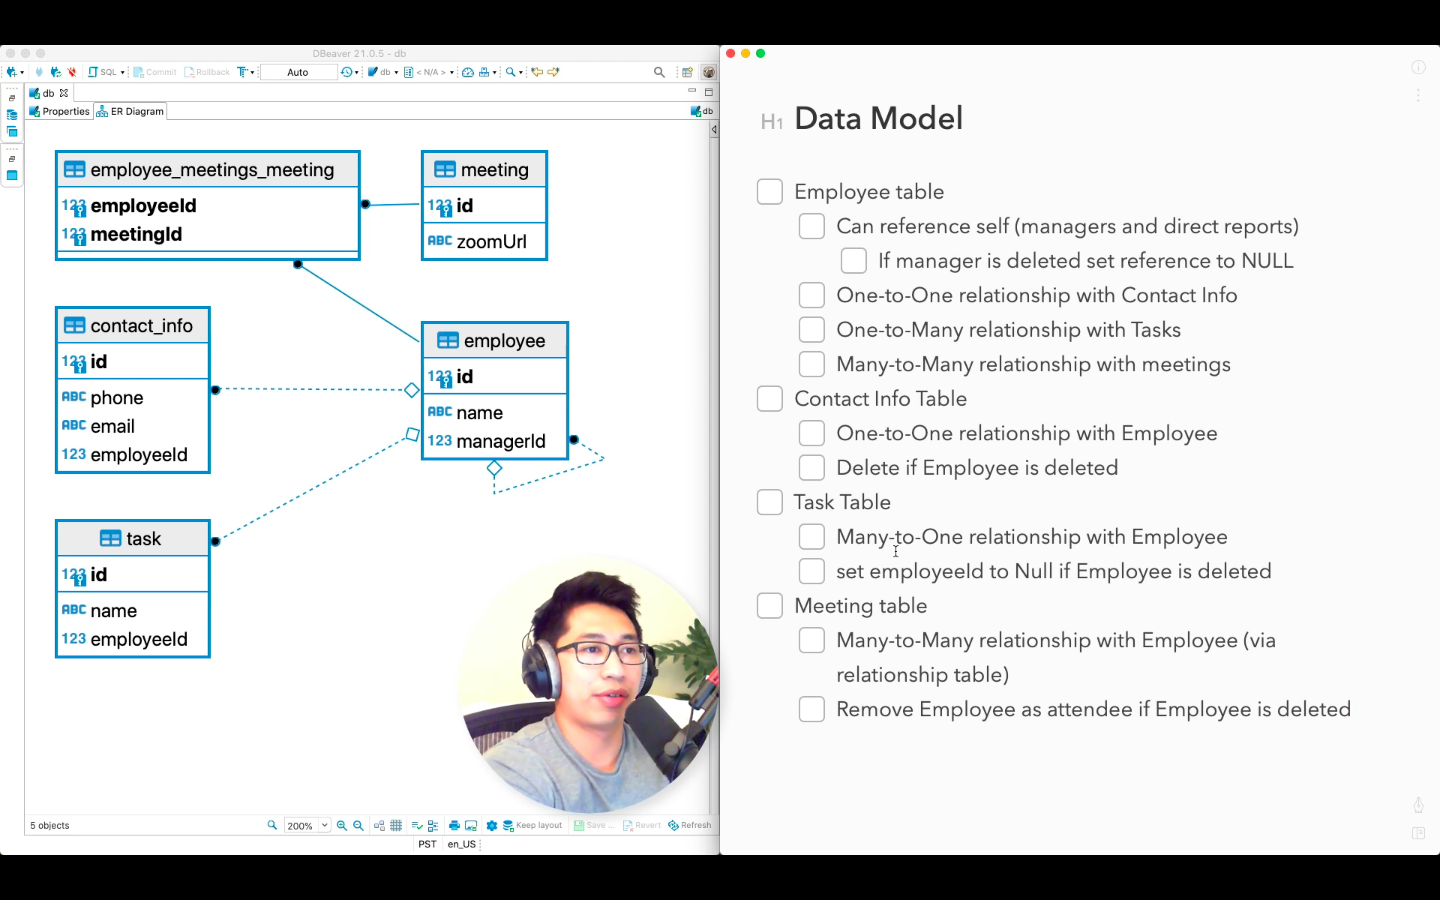 DBeaver 21.0.5 - db
SQL
Commit
Rollback
Auto
db
< N/A >
db
Properties
ER Diagram
db
employee_meetings_meeting
123 employeeId
123 meetingId
meeting
123 id
ABC zoomUrl
contact_info
123 id
ABC phone
ABC email
123 employeeId
employee
123 id
ABC name
123 managerId
task
123 id
ABC name
123 employeeId
5 objects
200%
Keep layout
Save ...
Revert
Refresh
PST
en_US
H1 Data Model
Employee table
Can reference self (managers and direct reports)
If manager is deleted set reference to NULL
One-to-One relationship with Contact Info
One-to-Many relationship with Tasks
Many-to-Many relationship with meetings
Contact Info Table
One-to-One relationship with Employee
Delete if Employee is deleted
Task Table
Many-to-One relationship with Employee
set employeeId to Null if Employee is deleted
Meeting table
Many-to-Many relationship with Employee (via
relationship table)
Remove Employee as attendee if Employee is deleted